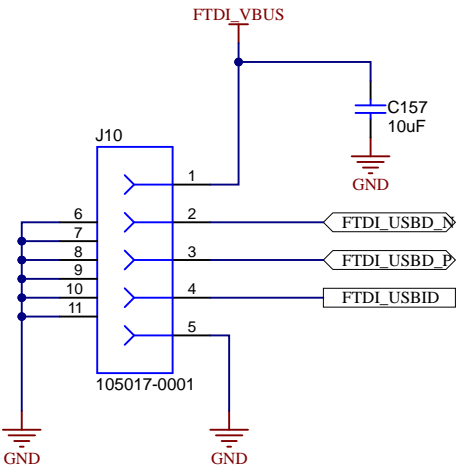 FTDI_VBUS
C157
10uF
GND
J10
1
6
2
FTDI_USBD_N
7
8
3
FTDI_USBD_P
9
10
4
FTDI_USBID
11
5
105017-0001
GND
GND